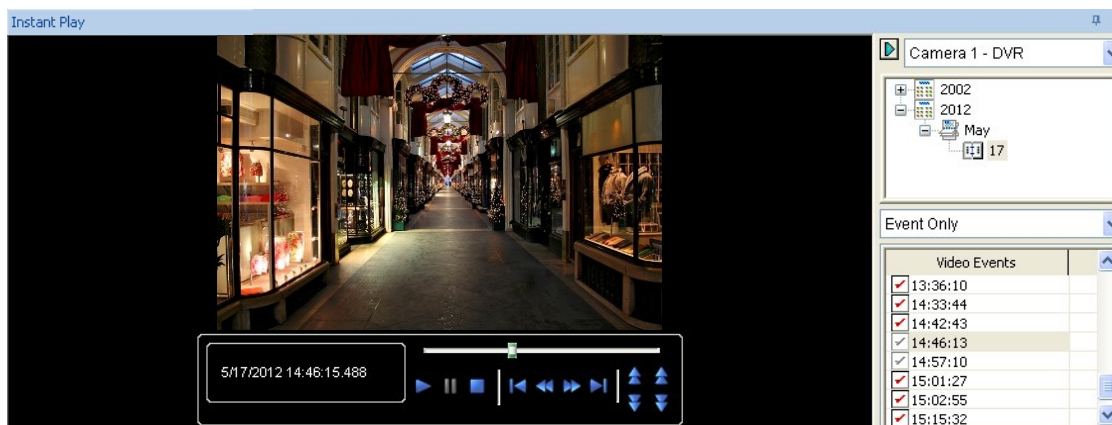 Instant Play
Camera 1 - DVR
2002
2012
May
17
Event Only
Video Events
13:36:10
14:33:44
14:42:43
14:46:13
14:57:10
15:01:27
15:02:55
15:15:32
5/17/2012 14:46:15.488